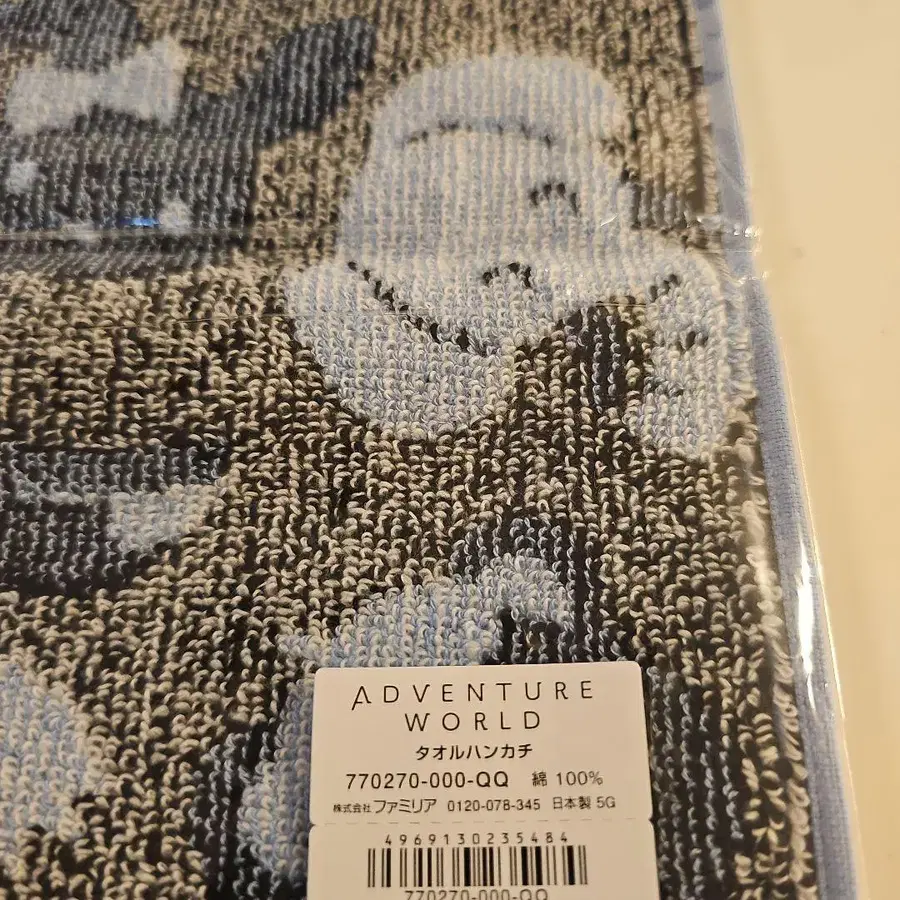 ADVENTURE
WORLD
タオルハンカチ
770270-000-QQ 綿 100%
株式会社 ファミリア 0120-078-345 日本製 5G
4969130235484
770270-000-QQ